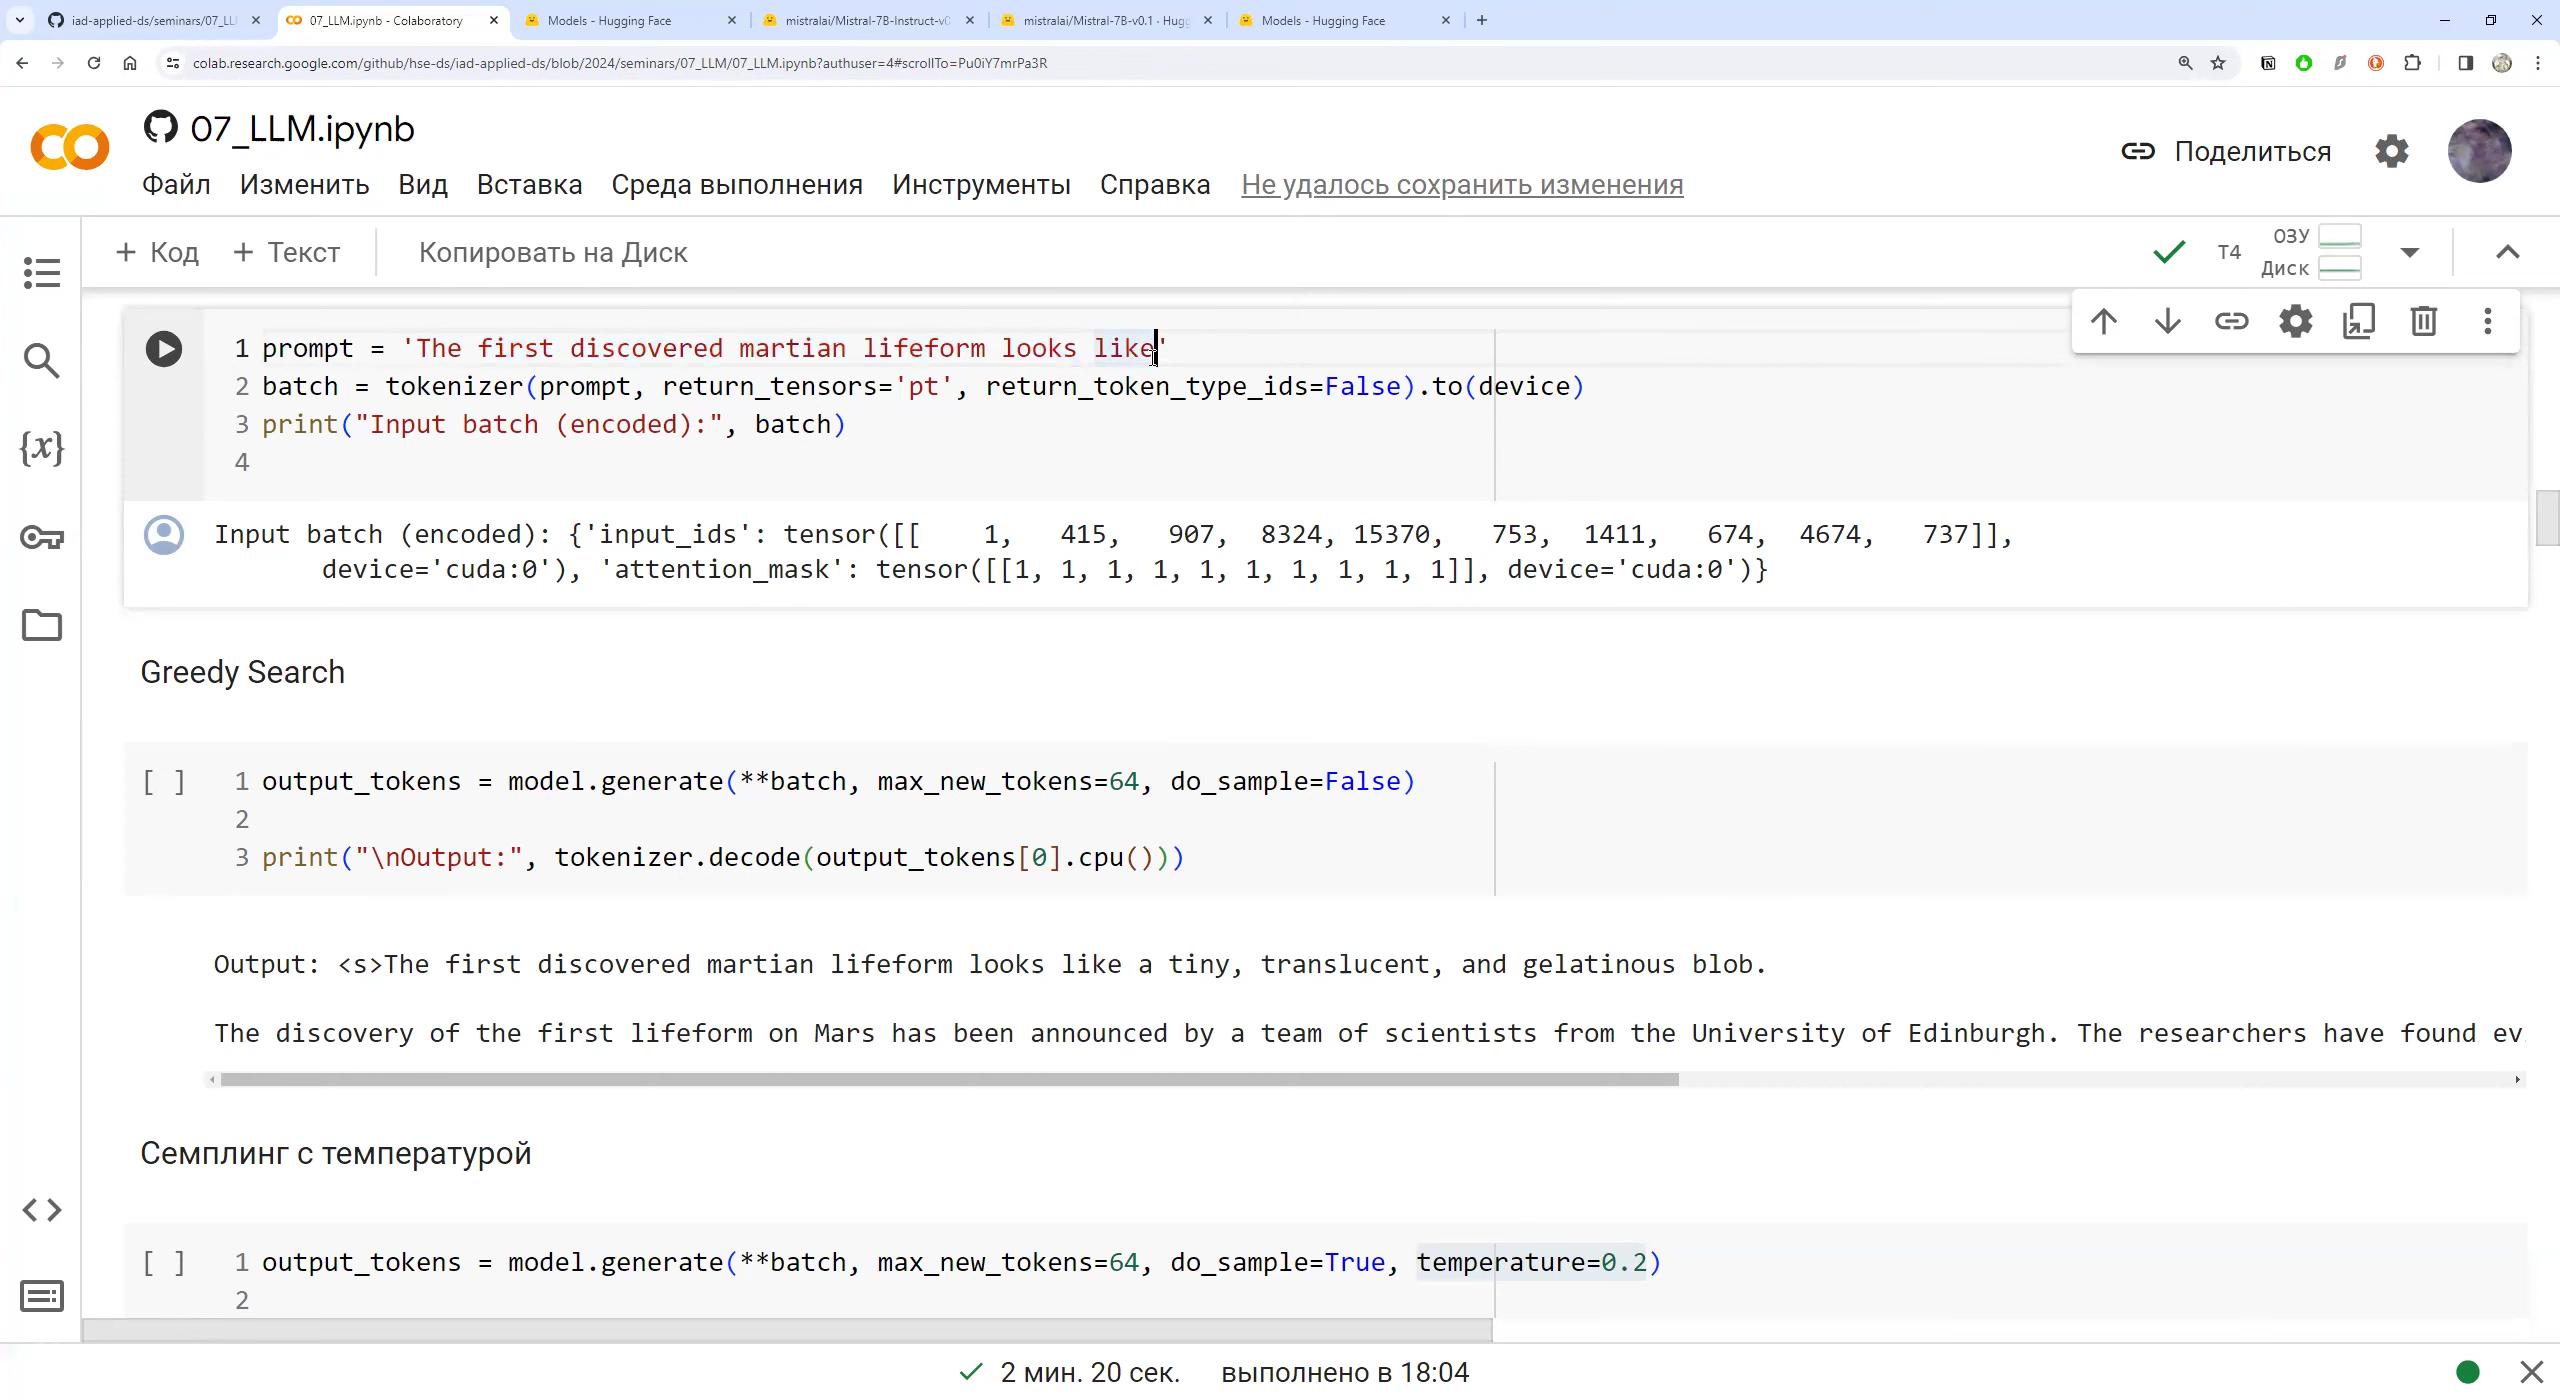 iad-applied-ds/seminars/07_LL
07_LLM.ipynb - Colaboratory
Models - Hugging Face
mistralai/Mistral-7B-Instruct-v0
mistralai/Mistral-7B-v0.1 · Hugg
Models - Hugging Face
colab.research.google.com/github/hse-ds/iad-applied-ds/blob/2024/seminars/07_LLM/07_LLM.ipynb?authuser=4#scrollTo=Pu0iY7mrPa3R
07_LLM.ipynb
Поделиться
Файл Изменить Вид Вставка Среда выполнения Инструменты Справка Не удалось сохранить изменения
+ Код + Текст Копировать на Диск
T4 ОЗУ
Диск
1 prompt = 'The first discovered martian lifeform looks like'
2 batch = tokenizer(prompt, return_tensors='pt', return_token_type_ids=False).to(device)
3 print("Input batch (encoded):", batch)
4
Input batch (encoded): {'input_ids': tensor([[    1,   415,   907,  8324, 15370,   753,  1411,   674,  4674,   737]],
       device='cuda:0'), 'attention_mask': tensor([[1, 1, 1, 1, 1, 1, 1, 1, 1, 1]], device='cuda:0')}
Greedy Search
[ ] 1 output_tokens = model.generate(**batch, max_new_tokens=64, do_sample=False)
2
3 print("\nOutput:", tokenizer.decode(output_tokens[0].cpu()))
Output: <s>The first discovered martian lifeform looks like a tiny, translucent, and gelatinous blob.
The discovery of the first lifeform on Mars has been announced by a team of scientists from the University of Edinburgh. The researchers have found ev
Семплинг с температурой
[ ] 1 output_tokens = model.generate(**batch, max_new_tokens=64, do_sample=True, temperature=0.2)
2
2 мин. 20 сек. выполнено в 18:04